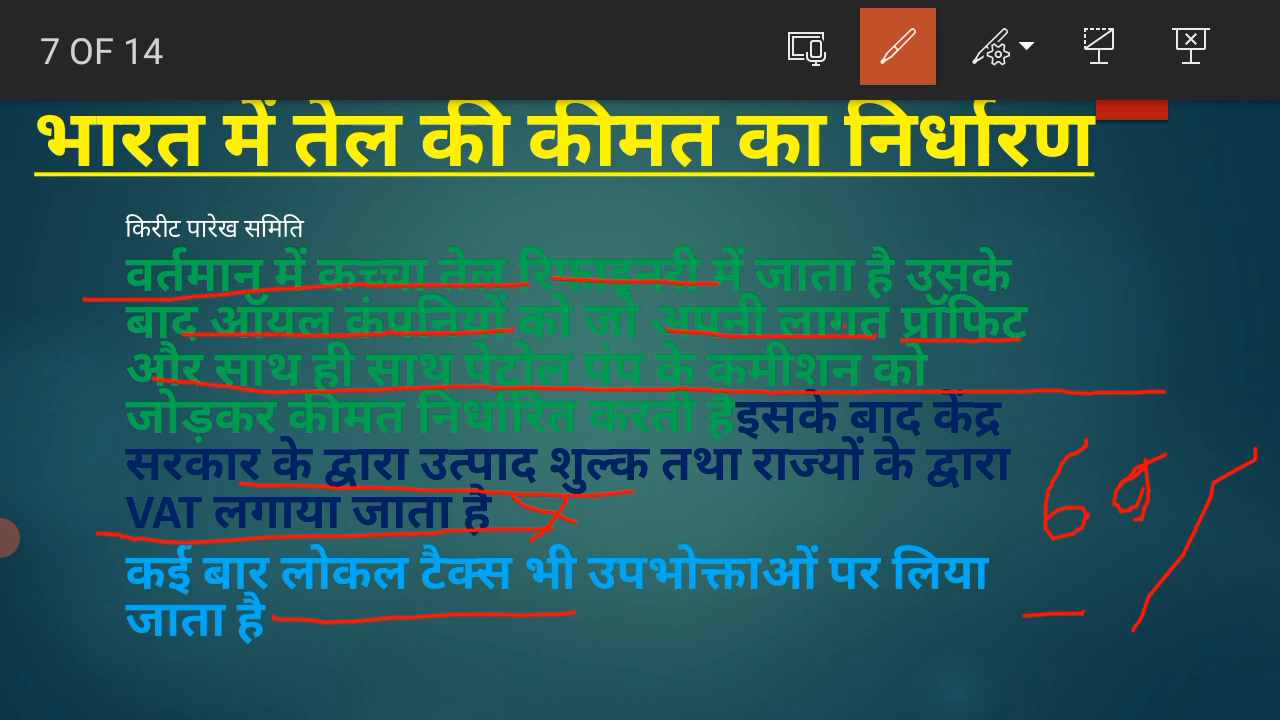 7 OF 14
भारत में तेल की कीमत का निर्धारण
किरीट पारेख समिति
वर्तमान में कच्चा तेल रिफाइनरी में जाता है उसके
बाद ऑयल कंपनियों को जो अपनी लागत प्रॉफिट
और साथ ही साथ पेट्रोल पंप के कमीशन को
जोड़कर कीमत निर्धारित करती हैइसके बाद केंद्र
सरकार के द्वारा उत्पाद शुल्क तथा राज्यों के द्वारा
VAT लगाया जाता है
कई बार लोकल टैक्स भी उपभोक्ताओं पर लिया
जाता है